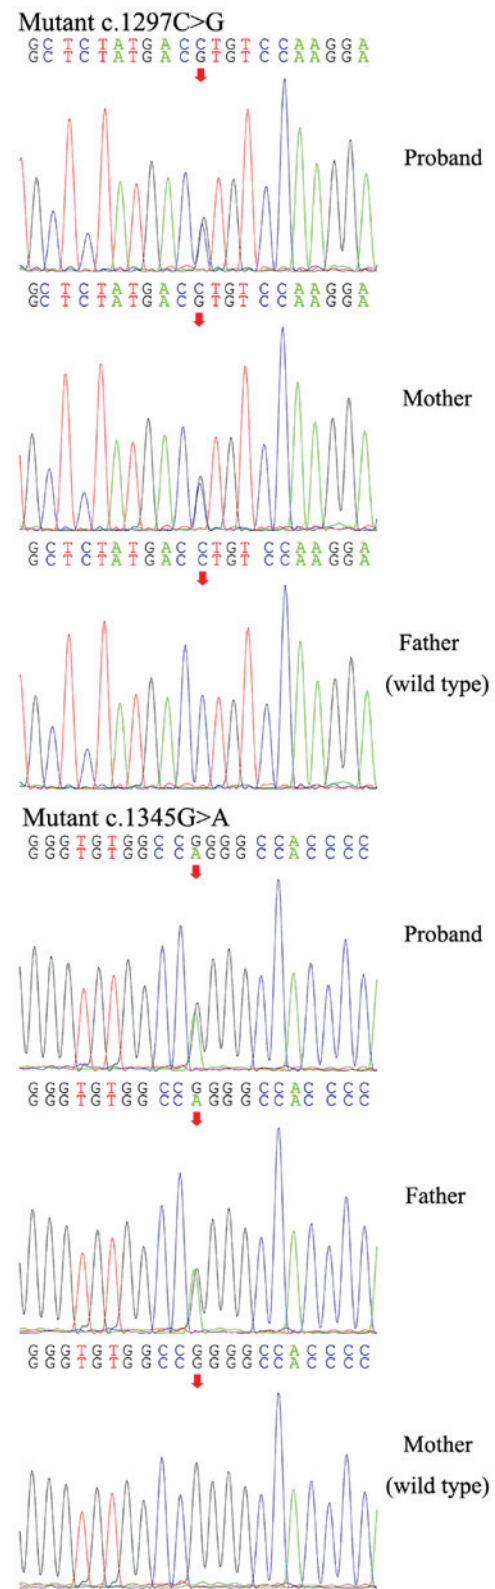 Mutant c.1297C>G
GCTCTATGACCTGTCCAAGGA
GCTCTATGACGTGTCCAAGGA
Proband
GCTCTATGACCTGTCCAAGGA
GCTCTATGACGTGTCCAAGGA
Mother
GCTCTATGACCTGTCCAAGGA
GCTCTATGACCTGTCCAAGGA
Father
(wild type)
Mutant c.1345G>A
GGGTGTGGCCGGGGCCACCCC
GGGTGTGGCCAGGGCCACCCC
Proband
GGGTGTGGCCGGGGCCACCCC
GGGTGTGGCCAGGGCCACCCC
Father
GGGTGTGGCCGGGGCCACCCC
GGGTGTGGCCGGGGCCACCCC
Mother
(wild type)